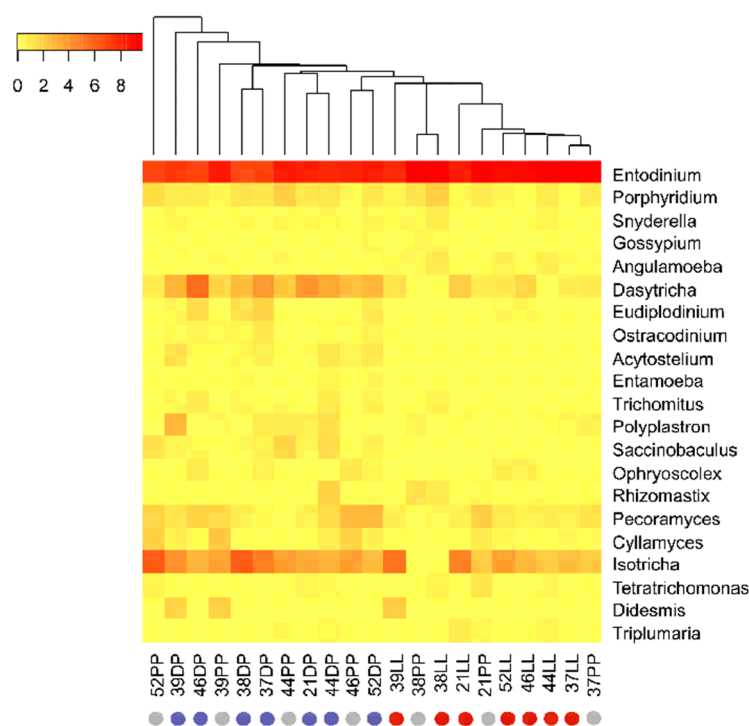 0 2 4 6 8
Entodinium
Porphyridium
Snyderella
Gossypium
Angulamoeba
Dasytricha
Eudiplodinium
Ostracodinium
Acytostelium
Entamoeba
Trichomitus
Polyplastron
Saccinobaculus
Ophryoscolex
Rhizomastix
Pecoramyces
Cyllamyces
Isotricha
Tetratrichomonas
Didesmis
Triplumaria
52PP 39DP 46DP 39PP 38DP 37DP 44PP 21DP 44DP 46PP 52DP 39LL 38PP 38LL 21LL 21PP 52LL 46LL 44LL 37LL 37PP